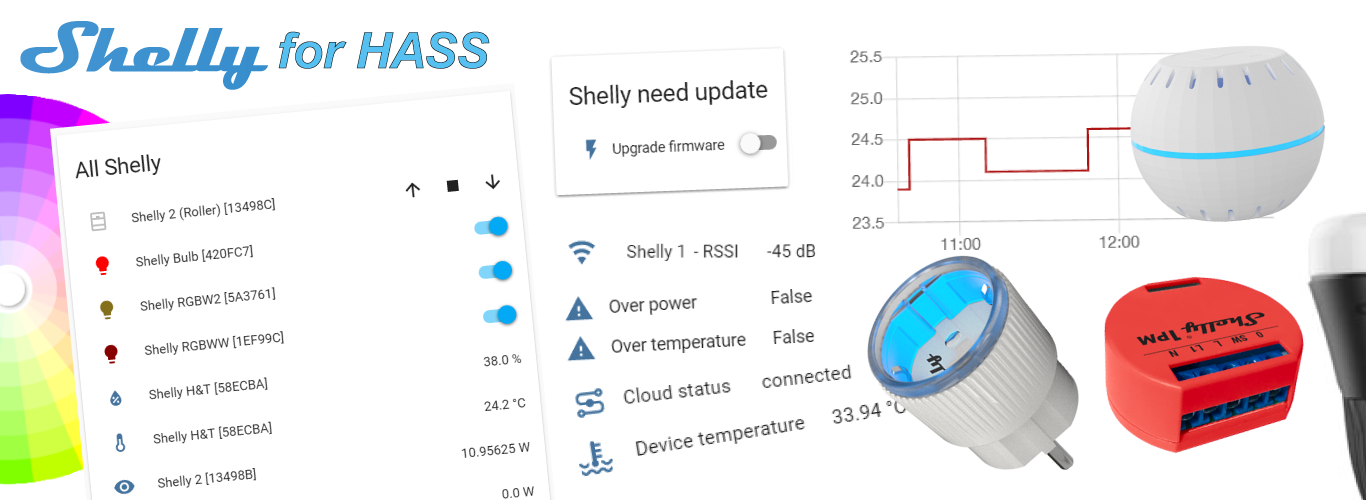 Shelly for HASS
All Shelly
Shelly 2 (Roller) [13498C]
Shelly Bulb [420FC7]
Shelly RGBW2 [5A3761]
Shelly RGBWW [1EF99C]
Shelly H&T [58ECBA] 38.0 %
Shelly H&T [58ECBA] 24.2 °C
Shelly 2 [13498B] 10.95625 W
0.0 W
Shelly need update
Upgrade firmware
Shelly 1 - RSSI -45 dB
Over power False
Over temperature False
Cloud status connected
Device temperature 33.94 °C
25.5
25.0
24.5
24.0
23.5
11:00 12:00
Shelly 1PM
O SW L L1 N